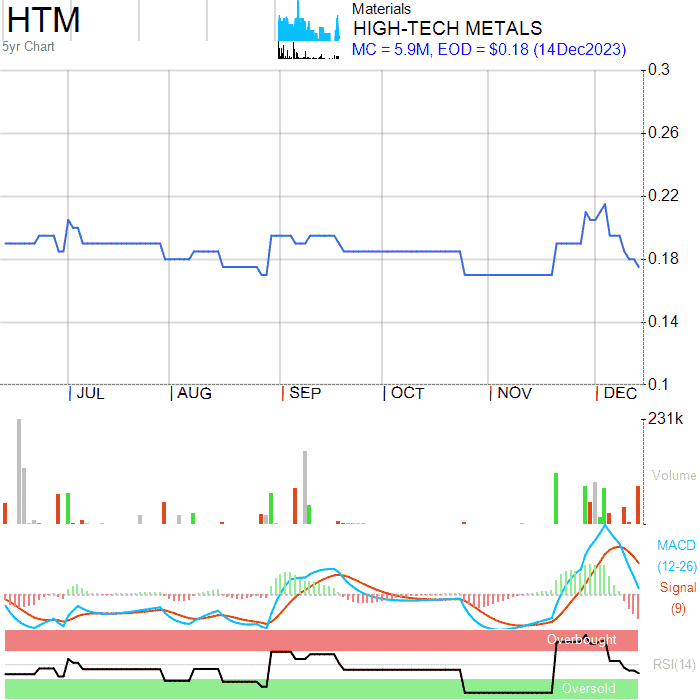 HTM
5yr Chart
Materials
HIGH-TECH METALS
MC = 5.9M, EOD = $0.18 (14Dec2023)
0.3
0.26
0.22
0.18
0.14
0.1
JUL AUG SEP OCT NOV DEC
231k
Volume
MACD
(12-26)
Signal
(9)
Overbought
RSI(14)
Oversold